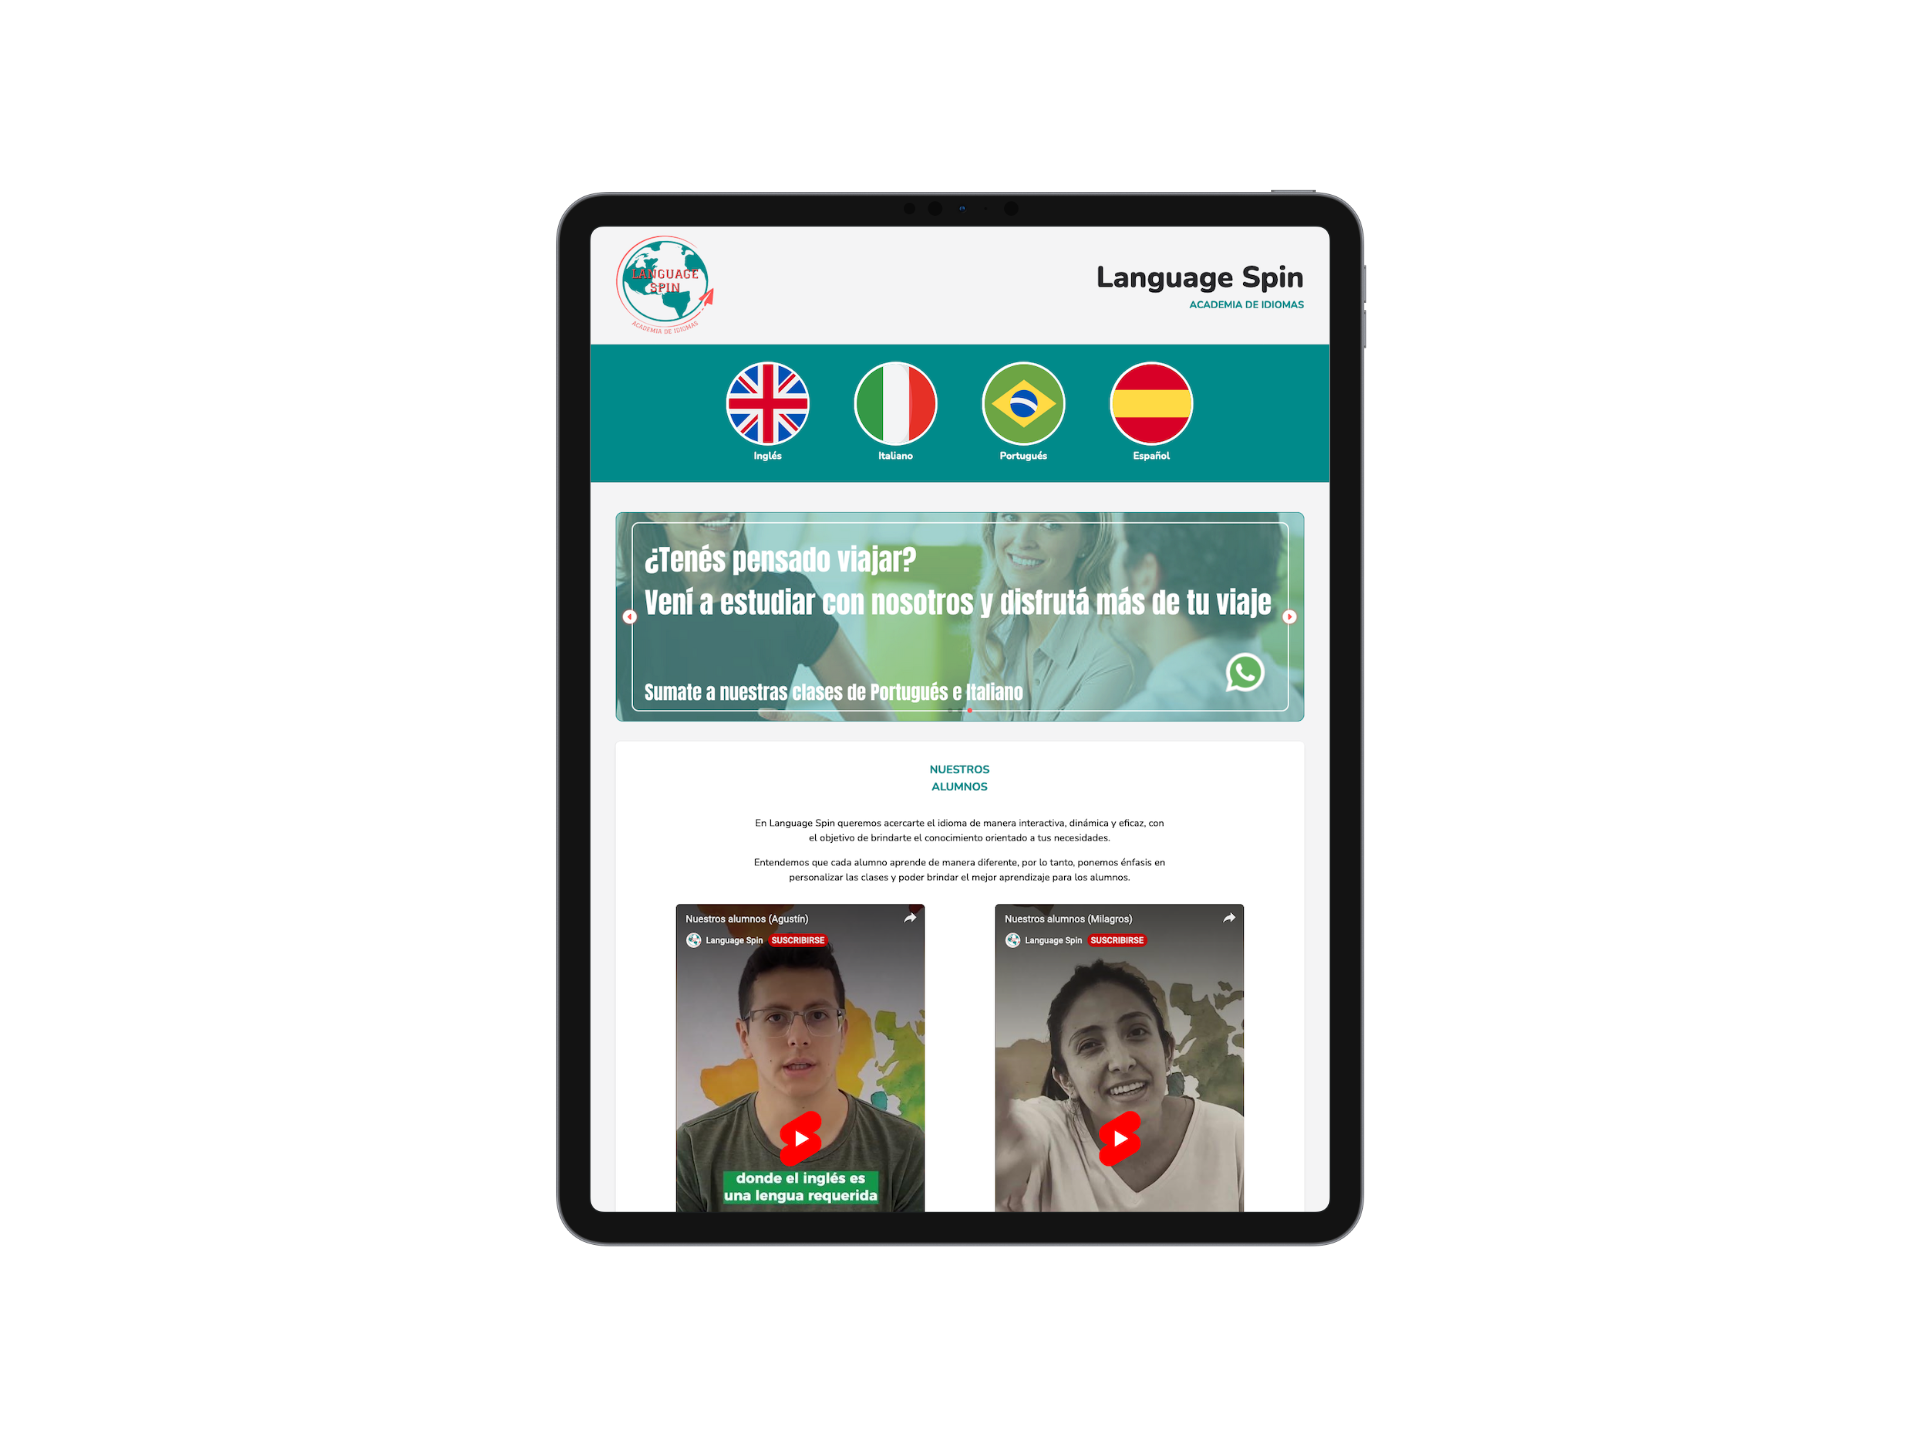 LANGUAGE
SPIN
ACADEMIA DE IDIOMAS
Language Spin
ACADEMIA DE IDIOMAS
Inglés
Italiano
Portugués
Español
¿Tenés pensado viajar?
Vení a estudiar con nosotros y disfrutá más de tu viaje
Sumate a nuestras clases de Portugués e Italiano
NUESTROS
ALUMNOS
En Language Spin queremos acercarte el idioma de manera interactiva, dinámica y eficaz, con
el objetivo de brindarte el conocimiento orientado a tus necesidades.
Entendemos que cada alumno aprende de manera diferente, por lo tanto, ponemos énfasis en
personalizar las clases y poder brindar el mejor aprendizaje para los alumnos.
Nuestros alumnos (Agustín)
Language Spin SUSCRIBIRSE
donde el inglés es
una lengua requerida
Nuestros alumnos (Milagros)
Language Spin SUSCRIBIRSE